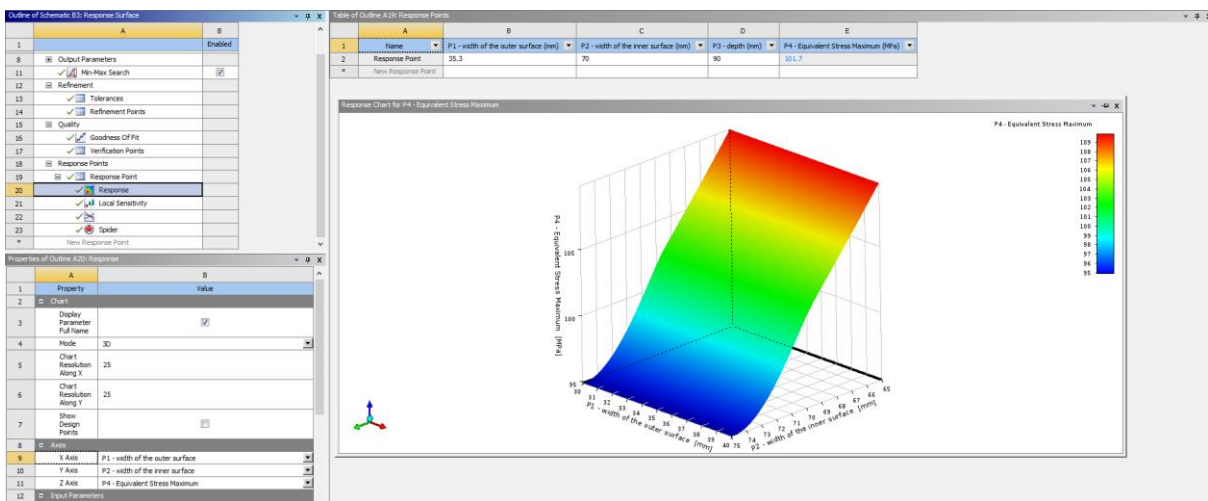 Outline of Schematic B3: Response Surface
A B
1 Enabled
8 Output Parameters
11 Min-Max Search
12 Refinement
13 Tolerances
14 Refinement Points
15 Quality
16 Goodness Of Fit
17 Verification Points
18 Response Points
19 Response Point
20 Response
21 Local Sensitivity
22
23 Spider
* New Response Point
Properties of Outline A20: Response
A B
1 Property Value
2 Chart
3 Display Parameter Full Name
4 Mode 3D
5 Chart Resolution Along X 25
6 Chart Resolution Along Y 25
7 Show Design Points
8 Axes
9 X Axis P1 - width of the outer surface
10 Y Axis P2 - width of the inner surface
11 Z Axis P4 - Equivalent Stress Maximum
12 Input Parameters
Table of Outline A19: Response Points
A B C D E
1 Name P1 - width of the outer surface (mm) P2 - width of the inner surface (mm) P3 - depth (mm) P4 - Equivalent Stress Maximum (MPa)
2 Response Point 35.3 70 90 101.7
* New Response Point
Response Chart for P4 - Equivalent Stress Maximum
P4 - Equivalent Stress Maximum
109
108
107
106
105
104
103
102
101
100
99
98
97
96
95
P4 - Equivalent Stress Maximum [MPa]
105
100
95
30 31 32 33 34 35 36 37 38 39 40
P1 - width of the outer surface [mm]
75 74 73 72 71 70 69 68 67 66 65
P2 - width of the inner surface [mm]